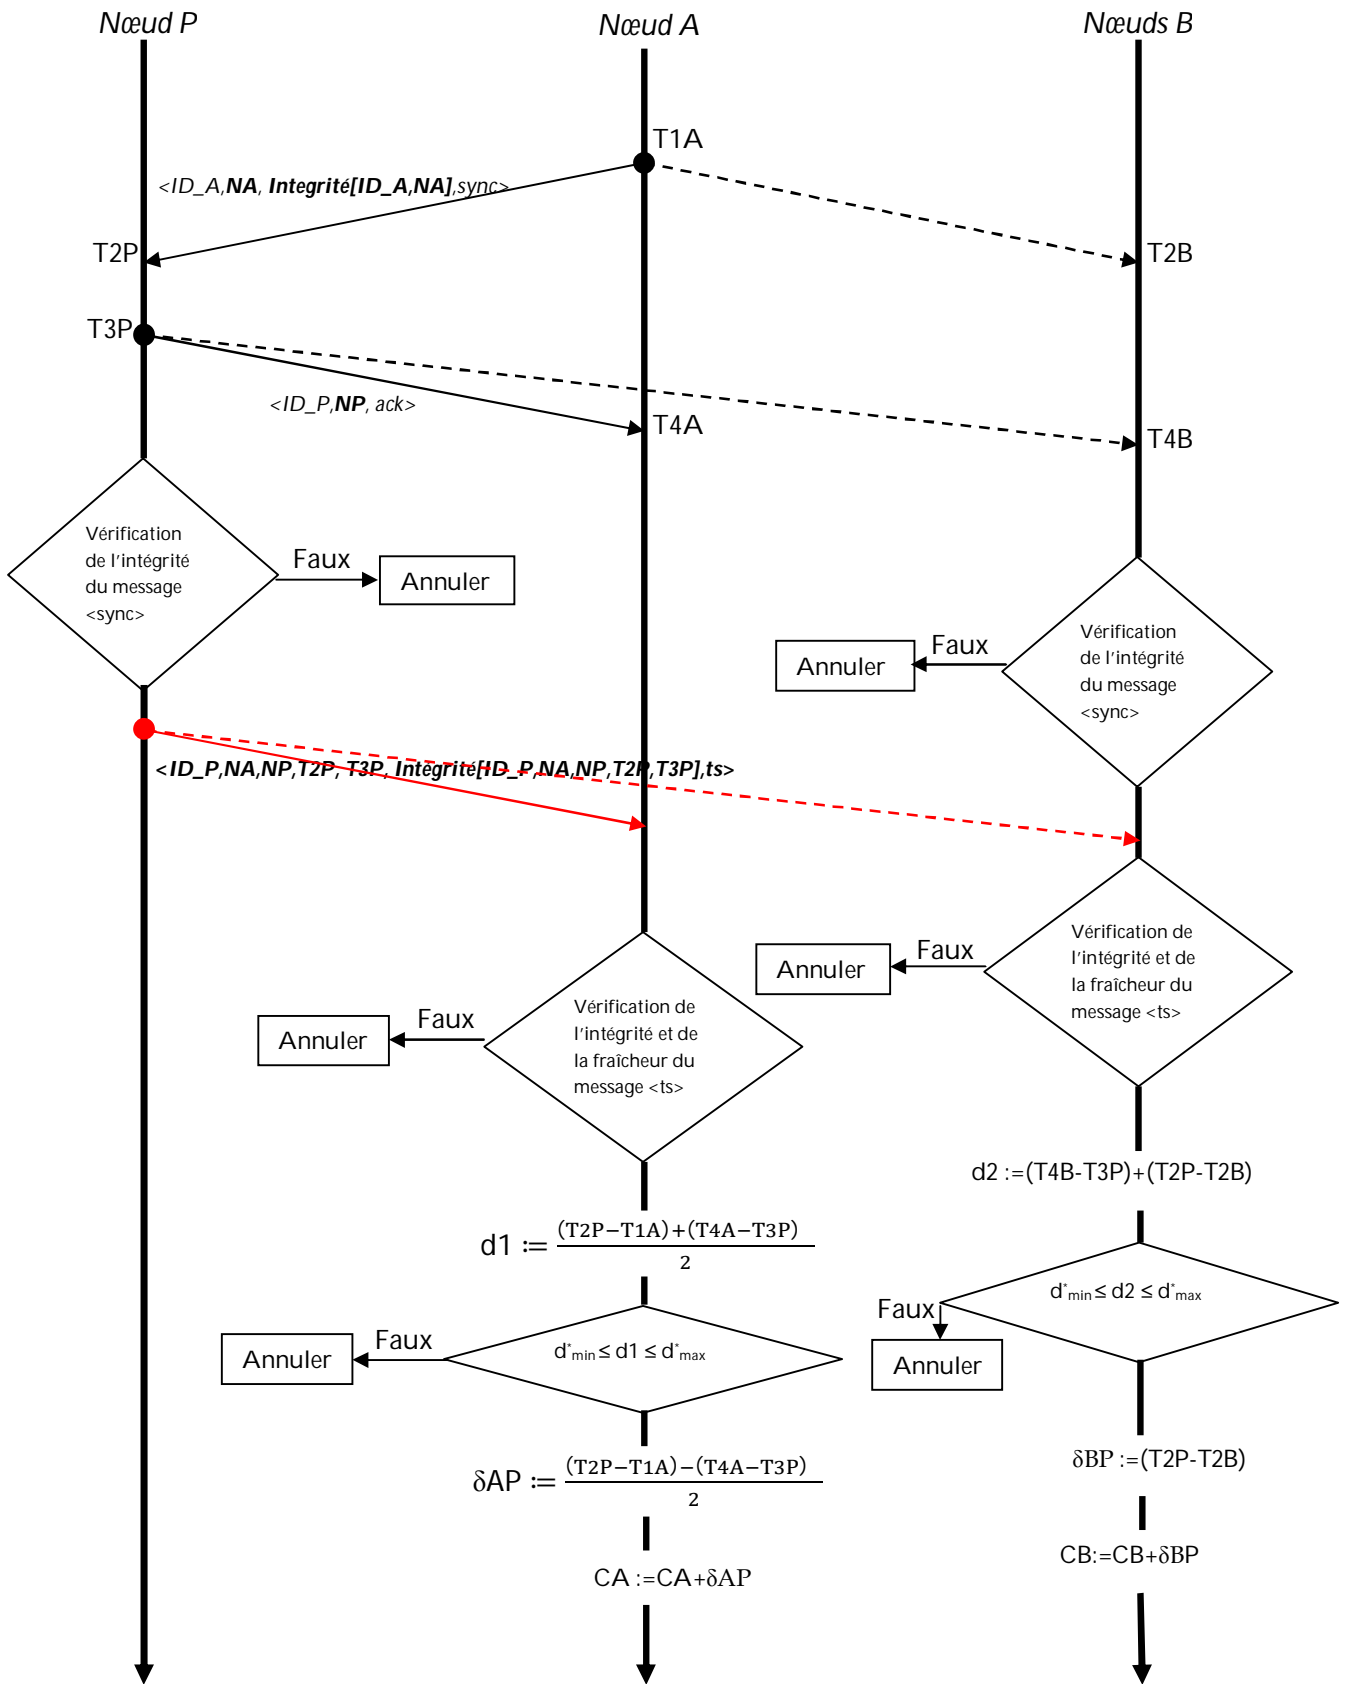 Nœud P
Nœud A
Nœuds B
T1A
<ID_A,NA, Integrité[ID_A,NA],sync>
T2P
T2B
T3P
<ID_P,NP, ack>
T4A
T4B
Vérification
de l'intégrité
du message
<sync>
Faux
Annuler
Vérification
de l'intégrité
du message
<sync>
Faux
Annuler
<ID_P,NA,NP,T2P, T3P, Intégrité[ID_P,NA,NP,T2P,T3P],ts>
Vérification de
l'intégrité et de
la fraîcheur du
message <ts>
Faux
Annuler
Vérification de
l'intégrité et de
la fraîcheur du
message <ts>
Faux
Annuler
d2 :=(T4B-T3P)+(T2P-T2B)
d1 := (T2P−T1A)+(T4A−T3P)
2
d*min ≤ d2 ≤ d*max
Faux
Annuler
d*min ≤ d1 ≤ d*max
Faux
Annuler
δBP :=(T2P-T2B)
δAP := (T2P−T1A)−(T4A−T3P)
2
CB:=CB+δBP
CA :=CA+δAP